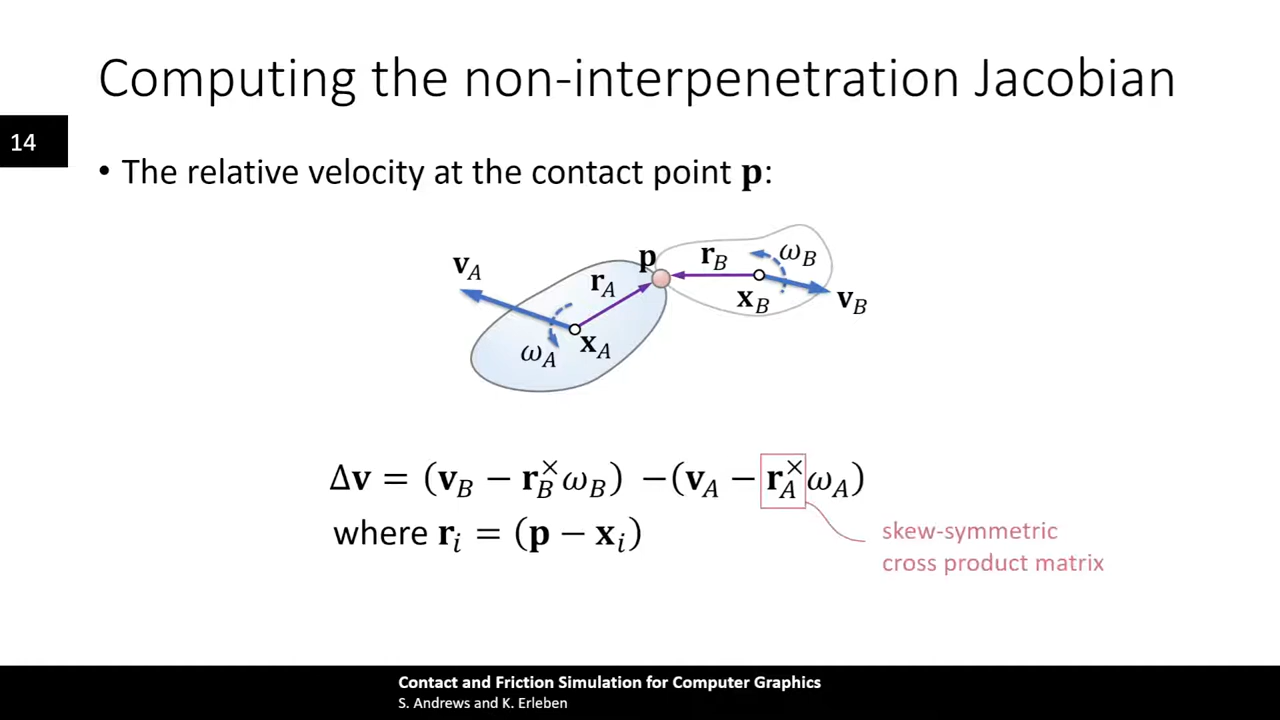 Computing the non-interpenetration Jacobian
14
• The relative velocity at the contact point p:
v_A
r_A
p
r_B
ω_B
x_B
v_B
ω_A
x_A
Δv = (v_B − r_B^× ω_B) −(v_A − r_A^× ω_A)
where r_i = (p − x_i)
skew-symmetric
cross product matrix
Contact and Friction Simulation for Computer Graphics
S. Andrews and K. Erleben